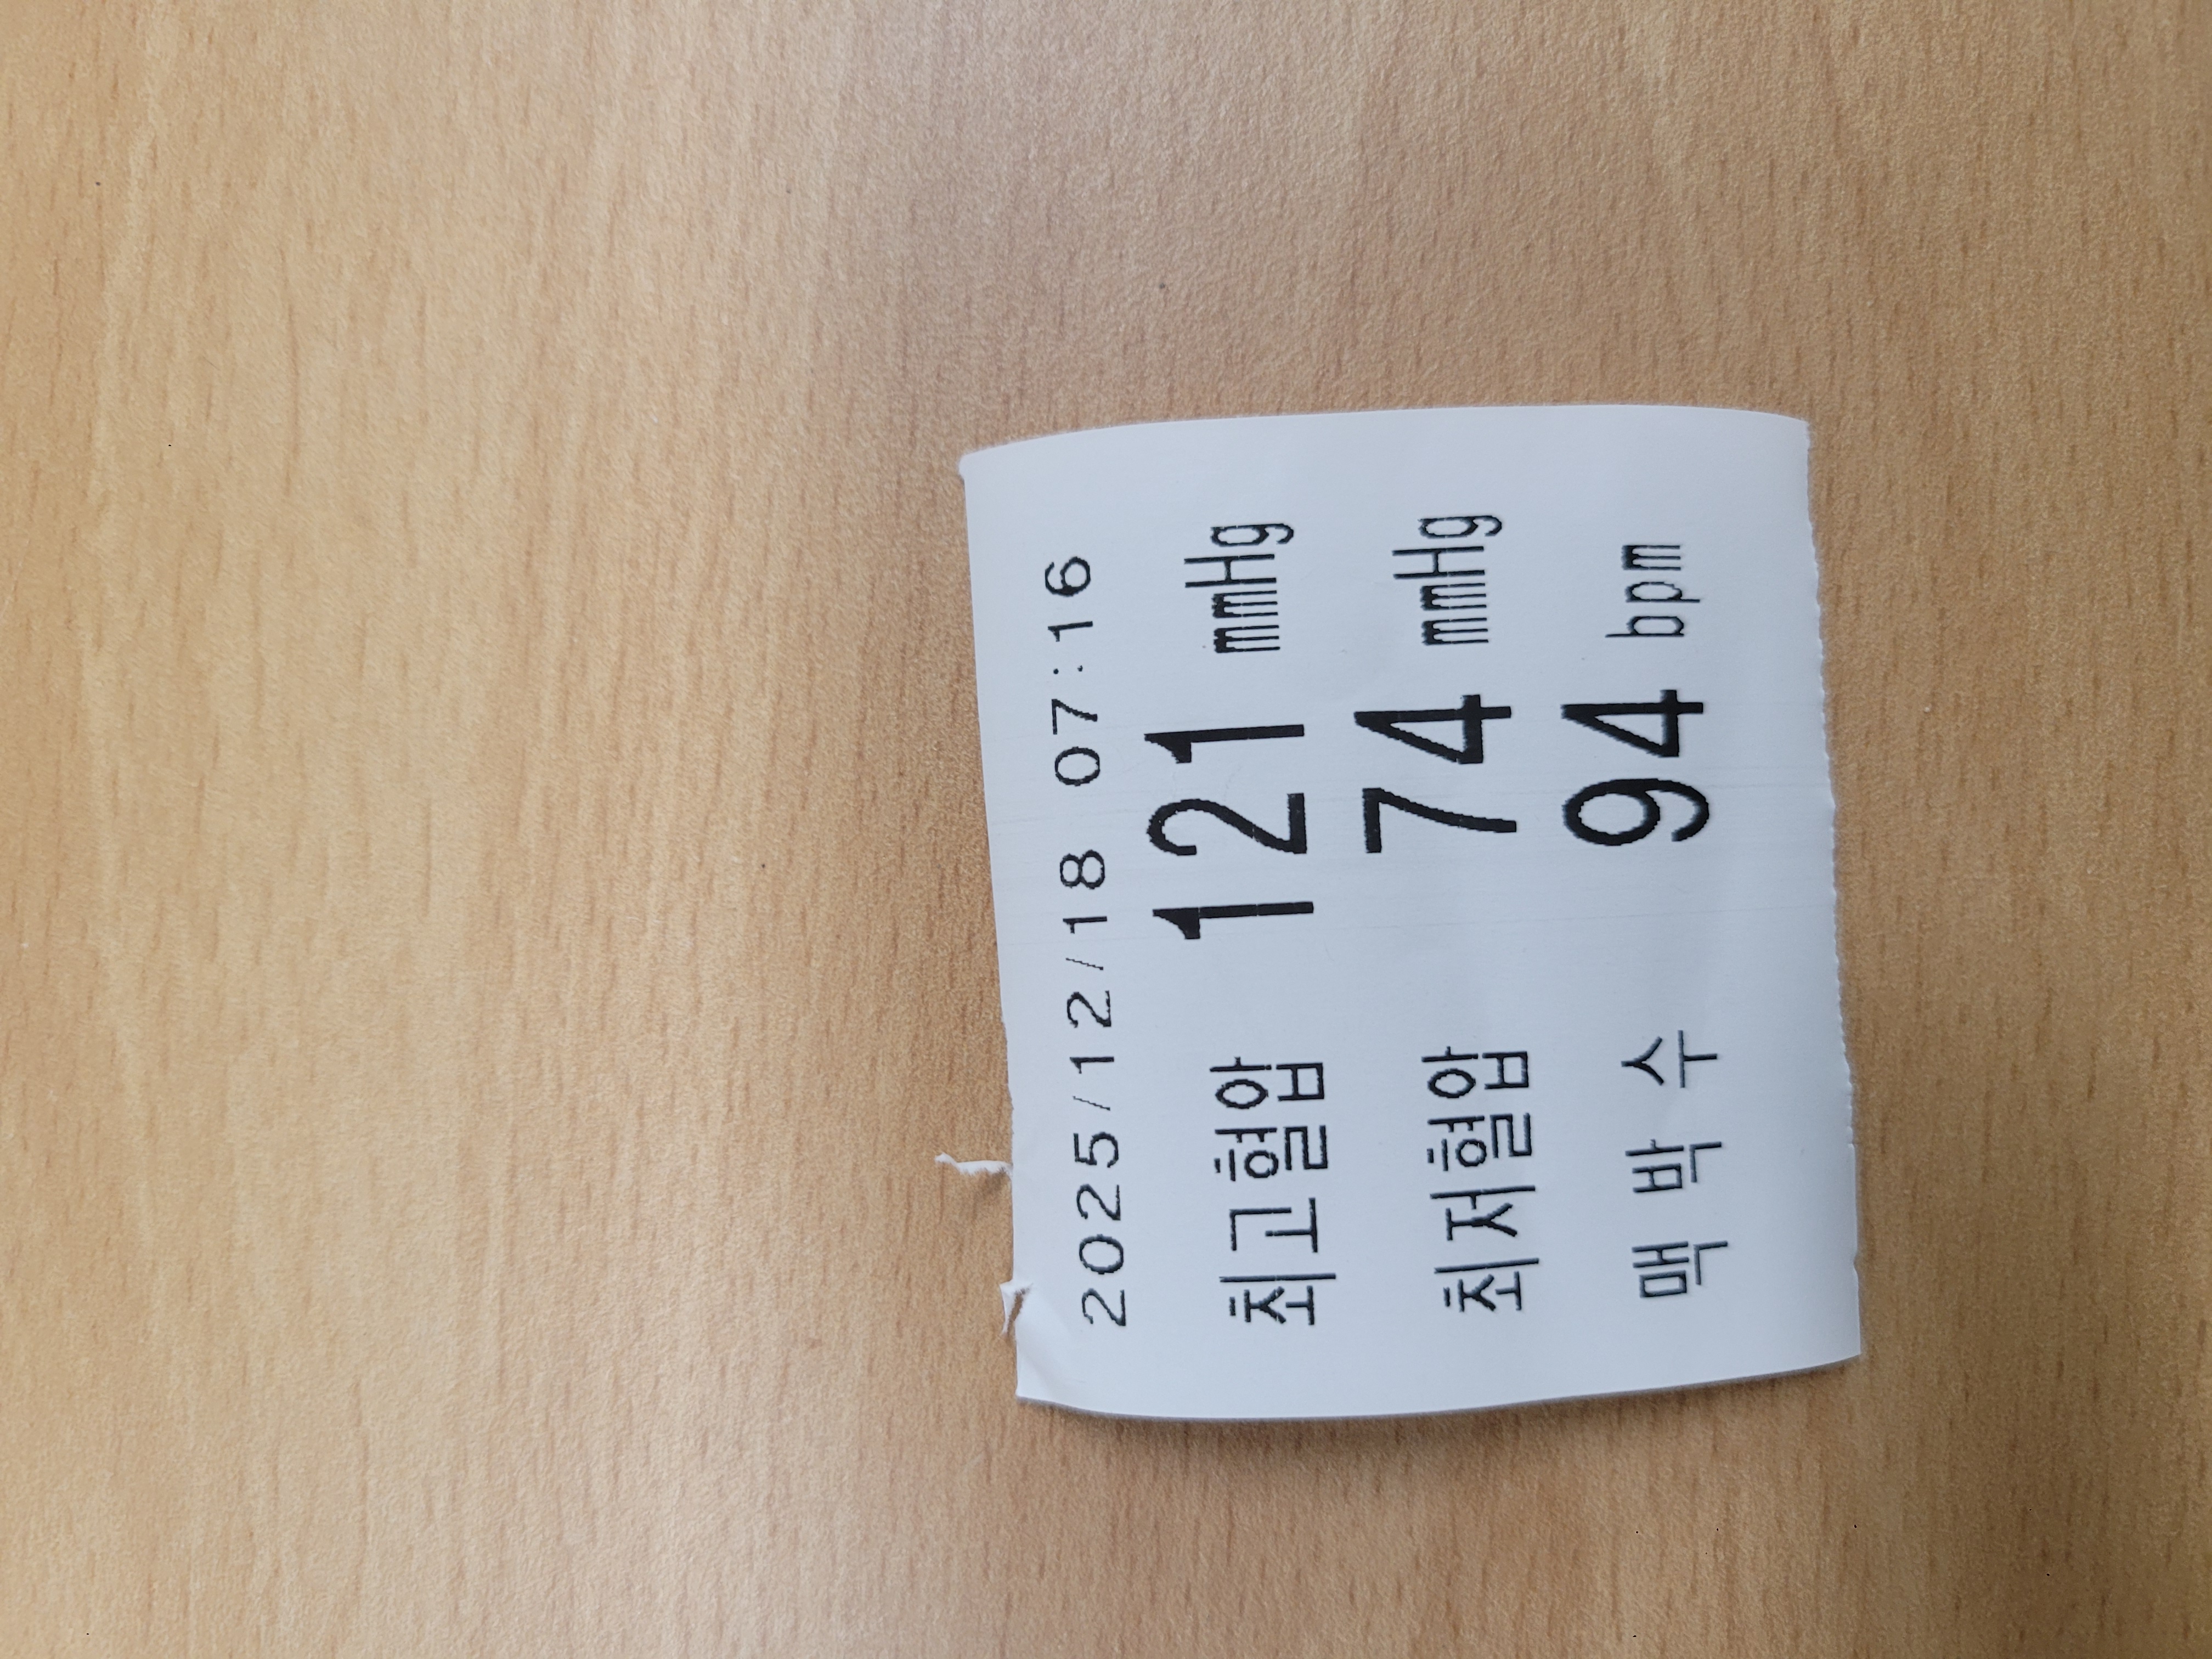 2025/12/18 07:16
최고혈압 121 mmHg
최저혈압 74 mmHg
맥 박 수 94 bpm